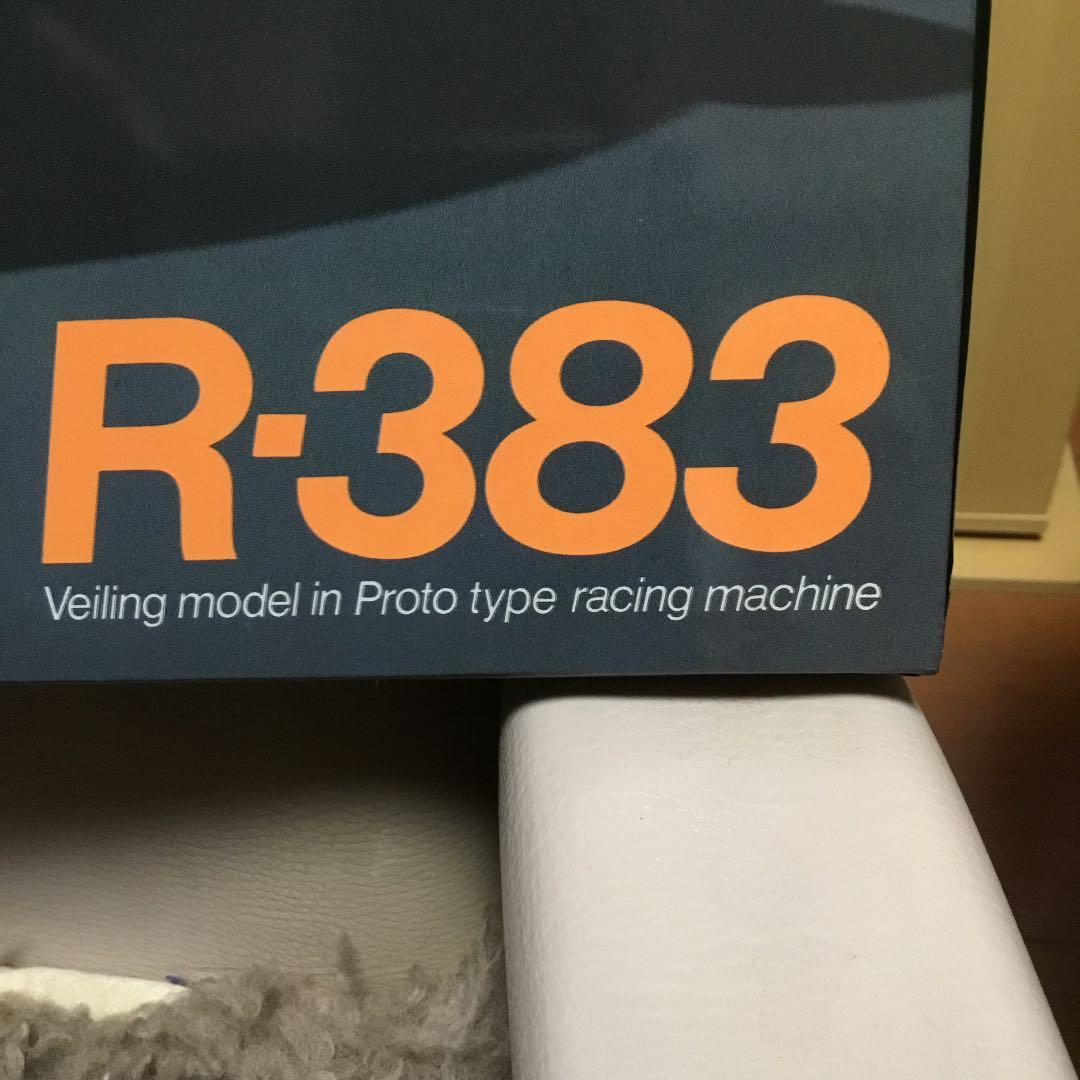 R-383
Veiling model in Proto type racing machine